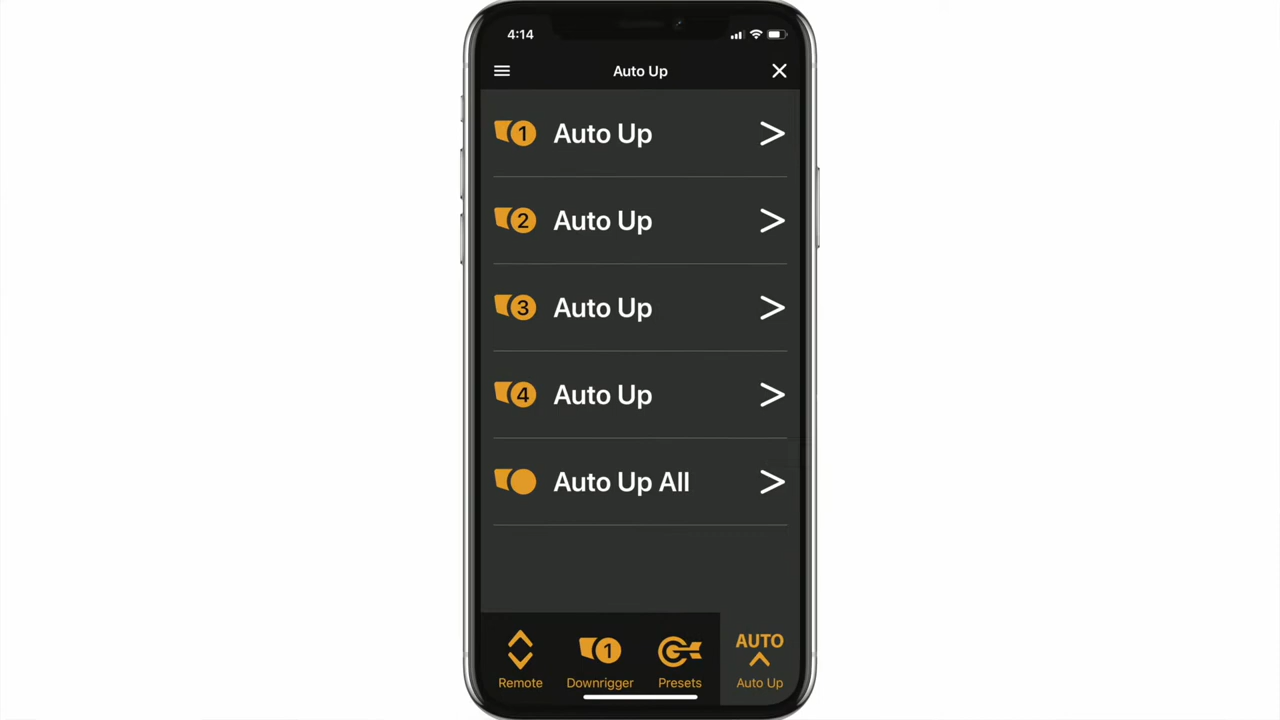 4:14
Auto Up
1 Auto Up >
2 Auto Up >
3 Auto Up >
4 Auto Up >
Auto Up All >
AUTO
1
Remote Downrigger Presets Auto Up